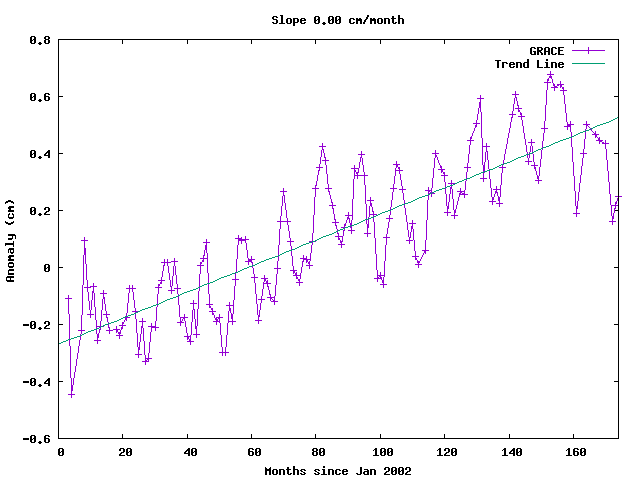 Slope 0.00 cm/month
0.8
0.6
0.4
0.2
0
-0.2
-0.4
-0.6
Anomaly (cm)
GRACE
Trend Line
0 20 40 60 80 100 120 140 160
Months since Jan 2002